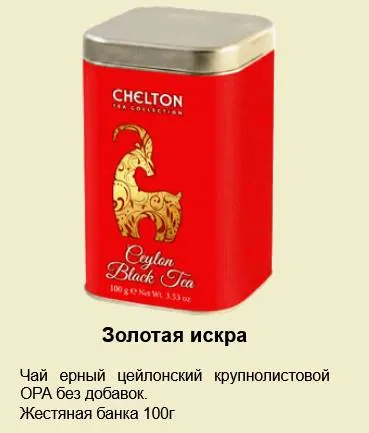 CHELTON
TEA COLLECTION
Ceylon
Black Tea
100 g ℮ Net Wt. 3.53 oz
Золотая искра
Чай ерный цейлонский крупнолистовой
ОРА без добавок.
Жестяная банка 100г